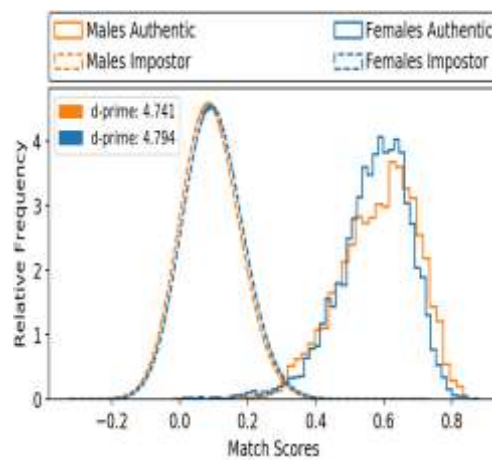 Males Authentic
Males Impostor
Females Authentic
Females Impostor
d-prime: 4.741
d-prime: 4.794
Relative Frequency
4
3
2
1
0
−0.2
0.0
0.2
0.4
0.6
0.8
Match Scores